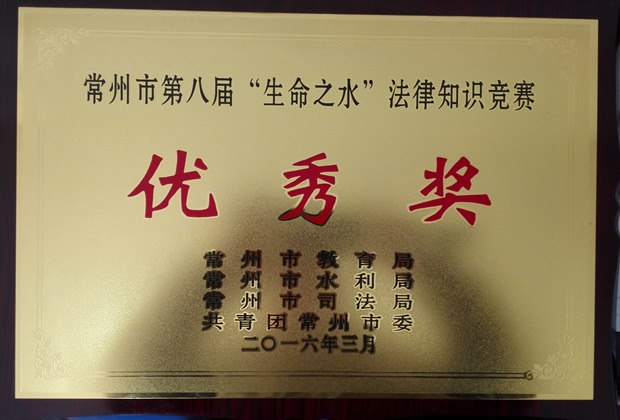 常州市第八届“生命之水”法律知识竞赛
优秀奖
常州市教育局
常州市水利局
常州市司法局
共青团常州市委
二〇一六年三月